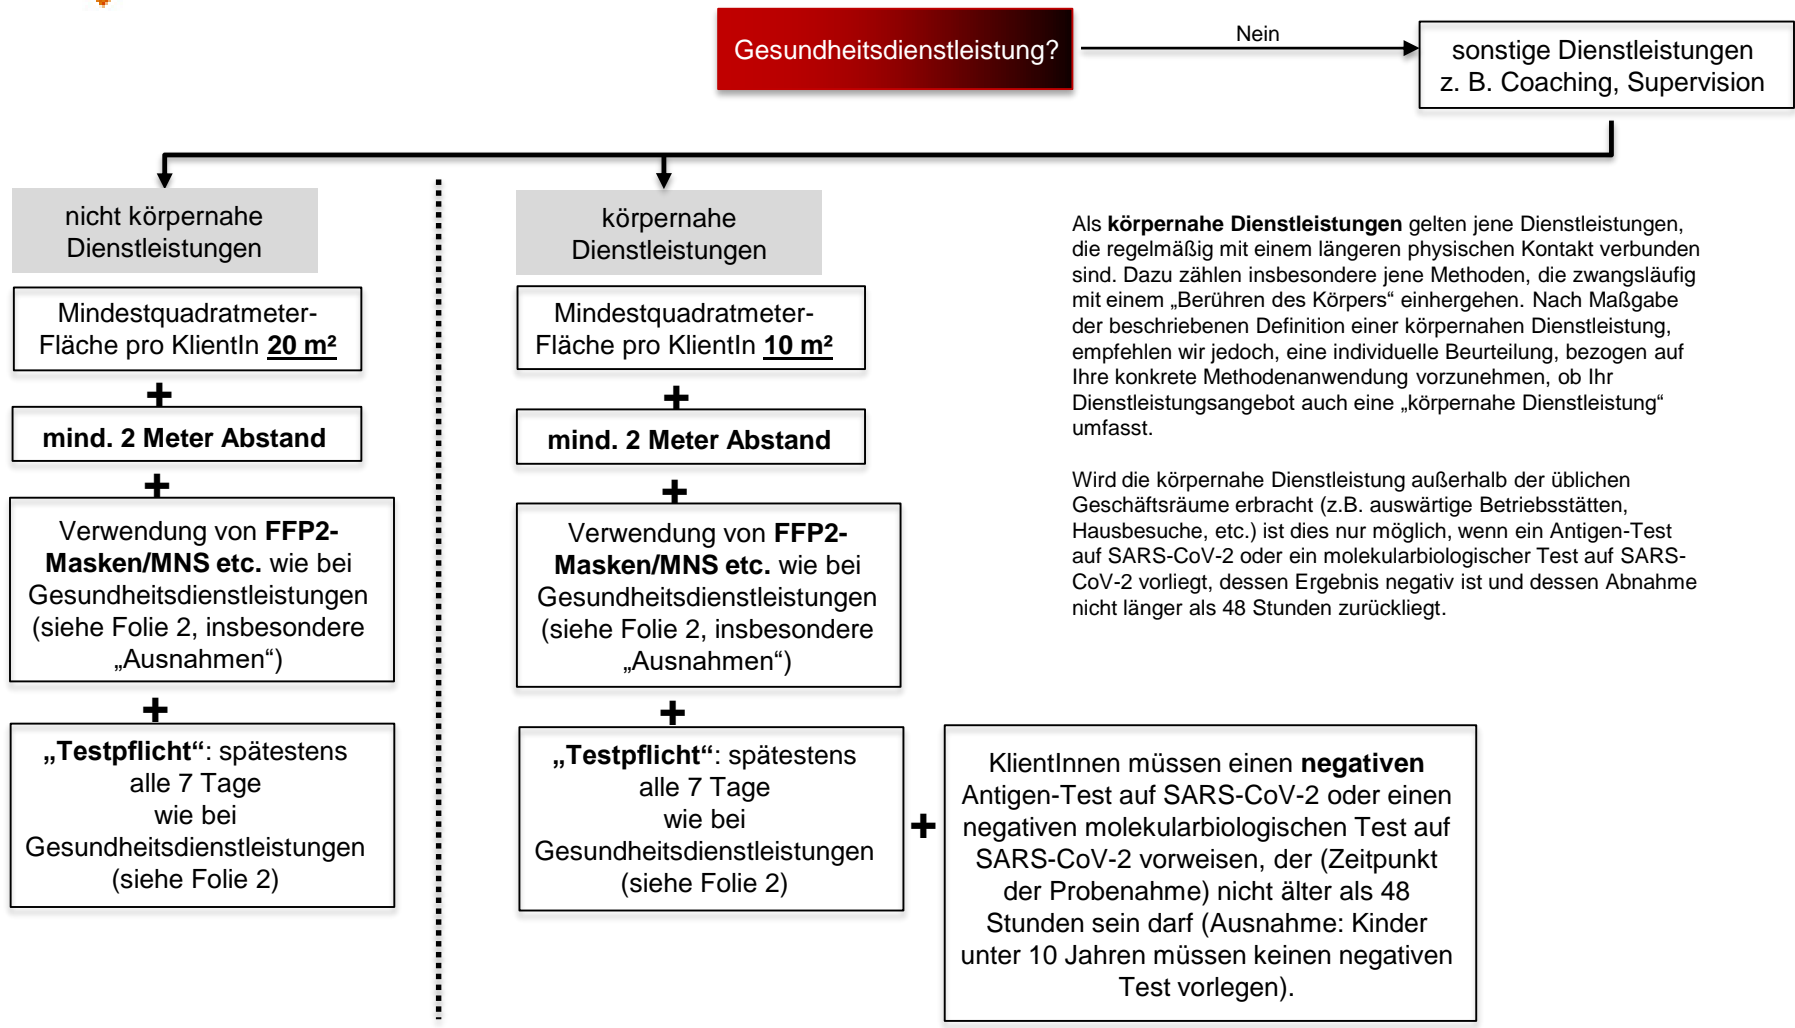 Gesundheitsdienstleistung?
Nein
sonstige Dienstleistungen
z. B. Coaching, Supervision
nicht körpernahe
Dienstleistungen
Mindestquadratmeter-
Fläche pro KlientIn 20 m²
+
mind. 2 Meter Abstand
+
Verwendung von FFP2-
Masken/MNS etc. wie bei
Gesundheitsdienstleistungen
(siehe Folie 2, insbesondere
„Ausnahmen“)
+
„Testpflicht“: spätestens
alle 7 Tage
wie bei
Gesundheitsdienstleistungen
(siehe Folie 2)
körpernahe
Dienstleistungen
Mindestquadratmeter-
Fläche pro KlientIn 10 m²
+
mind. 2 Meter Abstand
+
Verwendung von FFP2-
Masken/MNS etc. wie bei
Gesundheitsdienstleistungen
(siehe Folie 2, insbesondere
„Ausnahmen“)
+
„Testpflicht“: spätestens
alle 7 Tage
wie bei
Gesundheitsdienstleistungen
(siehe Folie 2)
+
KlientInnen müssen einen negativen
Antigen-Test auf SARS-CoV-2 oder einen
negativen molekularbiologischen Test auf
SARS-CoV-2 vorweisen, der (Zeitpunkt
der Probenahme) nicht älter als 48
Stunden sein darf (Ausnahme: Kinder
unter 10 Jahren müssen keinen negativen
Test vorlegen).
Als körpernahe Dienstleistungen gelten jene Dienstleistungen,
die regelmäßig mit einem längeren physischen Kontakt verbunden
sind. Dazu zählen insbesondere jene Methoden, die zwangsläufig
mit einem „Berühren des Körpers“ einhergehen. Nach Maßgabe
der beschriebenen Definition einer körpernahen Dienstleistung,
empfehlen wir jedoch, eine individuelle Beurteilung, bezogen auf
Ihre konkrete Methodenanwendung vorzunehmen, ob Ihr
Dienstleistungsangebot auch eine „körpernahe Dienstleistung“
umfasst.
Wird die körpernahe Dienstleistung außerhalb der üblichen
Geschäftsräume erbracht (z.B. auswärtige Betriebsstätten,
Hausbesuche, etc.) ist dies nur möglich, wenn ein Antigen-Test
auf SARS-CoV-2 oder ein molekularbiologischer Test auf SARS-
CoV-2 vorliegt, dessen Ergebnis negativ ist und dessen Abnahme
nicht länger als 48 Stunden zurückliegt.